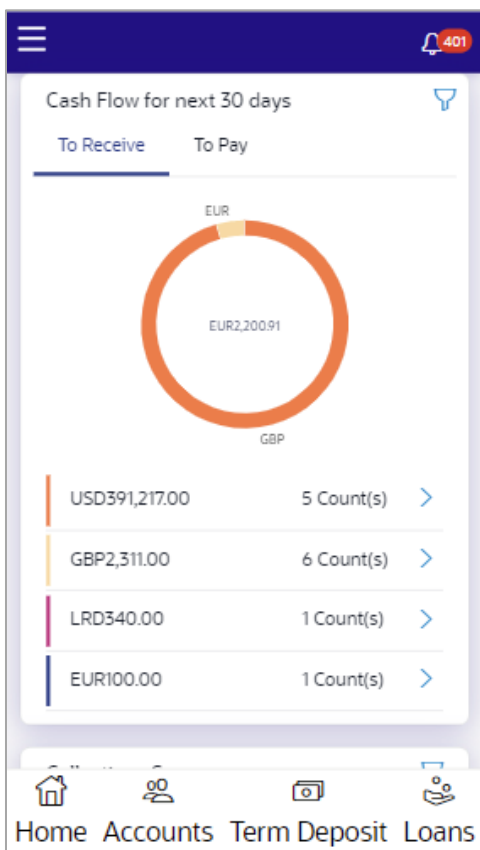 401
Cash Flow for next 30 days
To Receive To Pay
EUR
EUR2,200.91
GBP
USD391,217.00 5 Count(s)
GBP2,311.00 6 Count(s)
LRD340.00 1 Count(s)
EUR100.00 1 Count(s)
Home Accounts Term Deposit Loans